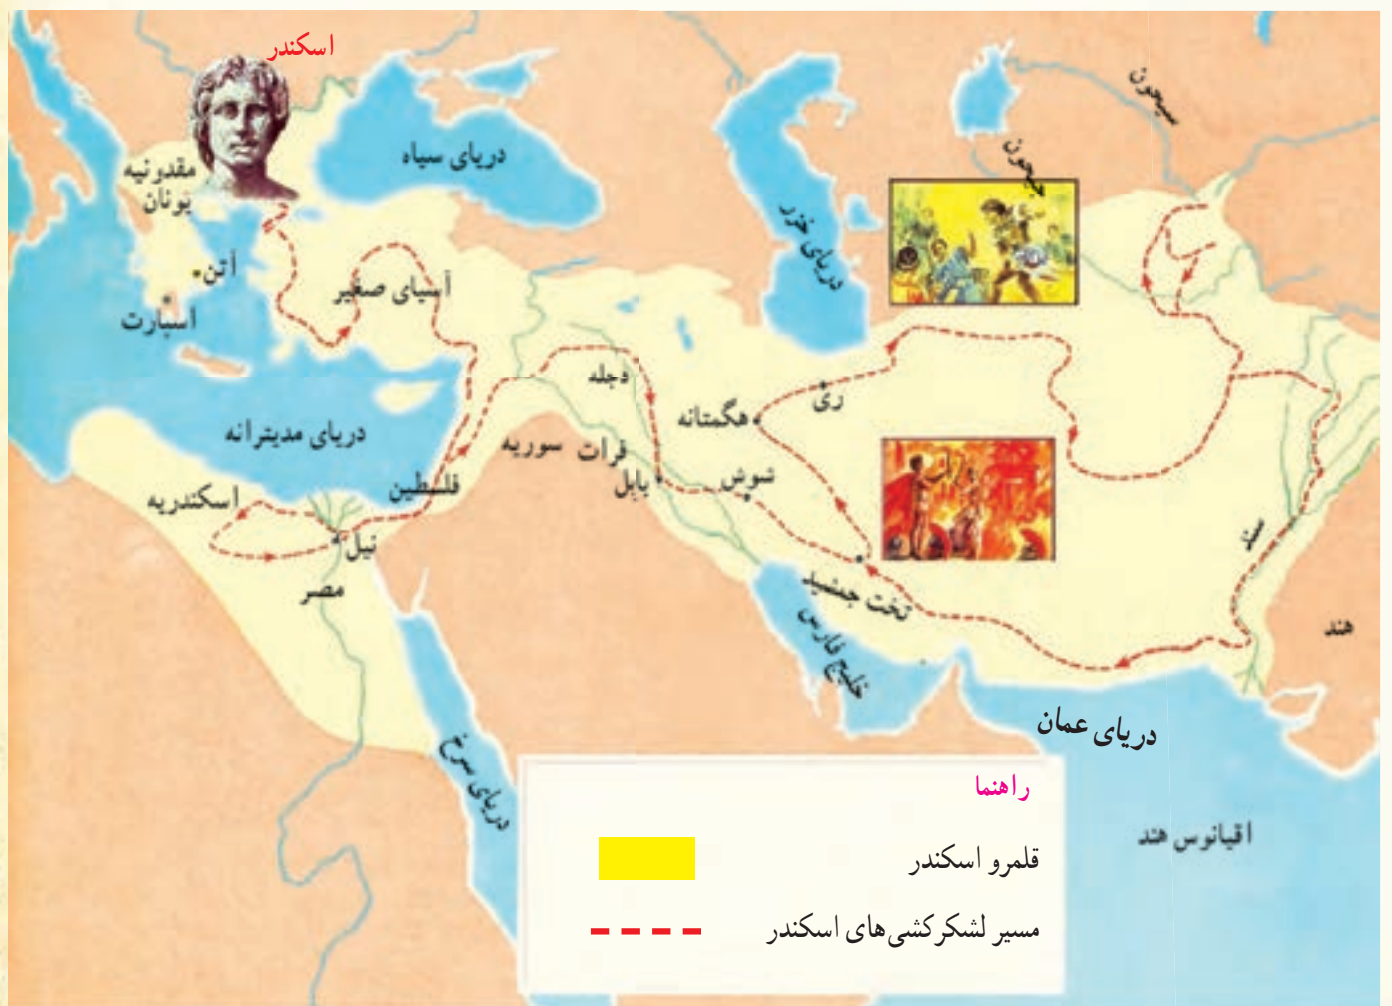 اسکندر
سیحون
جیحون
دریای سیاه
مقدونیه
یونان
دریای خزر
آتن
آسیای صغیر
اسپارت
دجله
ری
هگمتانه
دریای مدیترانه
فرات
سوریه
شوش
بابل
فلسطین
اسکندریه
سند
نیل
مصر
تخت جمشید
خلیج فارس
هند
دریای عمان
دریای سرخ
راهنما
اقیانوس هند
قلمرو اسکندر
مسیر لشکرکشی‌های اسکندر